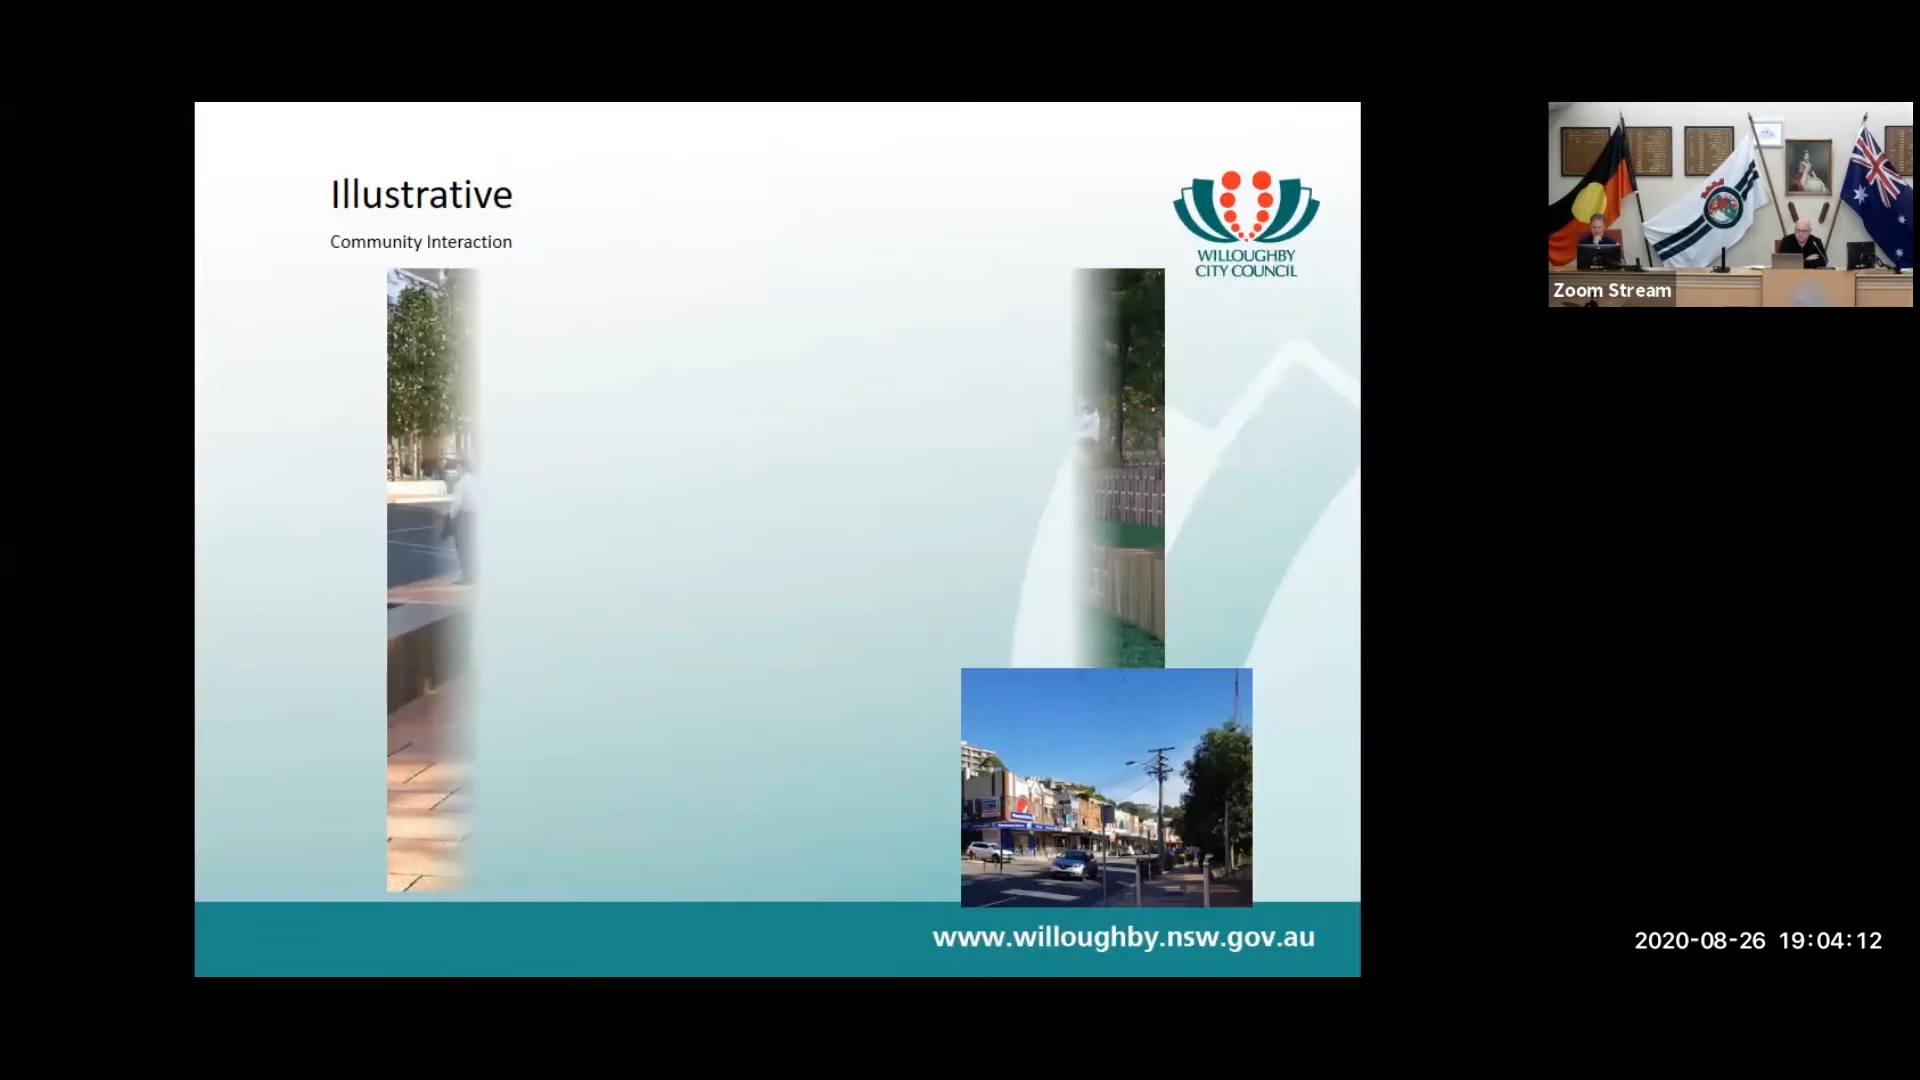 Illustrative
Community Interaction
WILLOUGHBY
CITY COUNCIL
Zoom Stream
www.willoughby.nsw.gov.au
2020-08-26 19:04:12